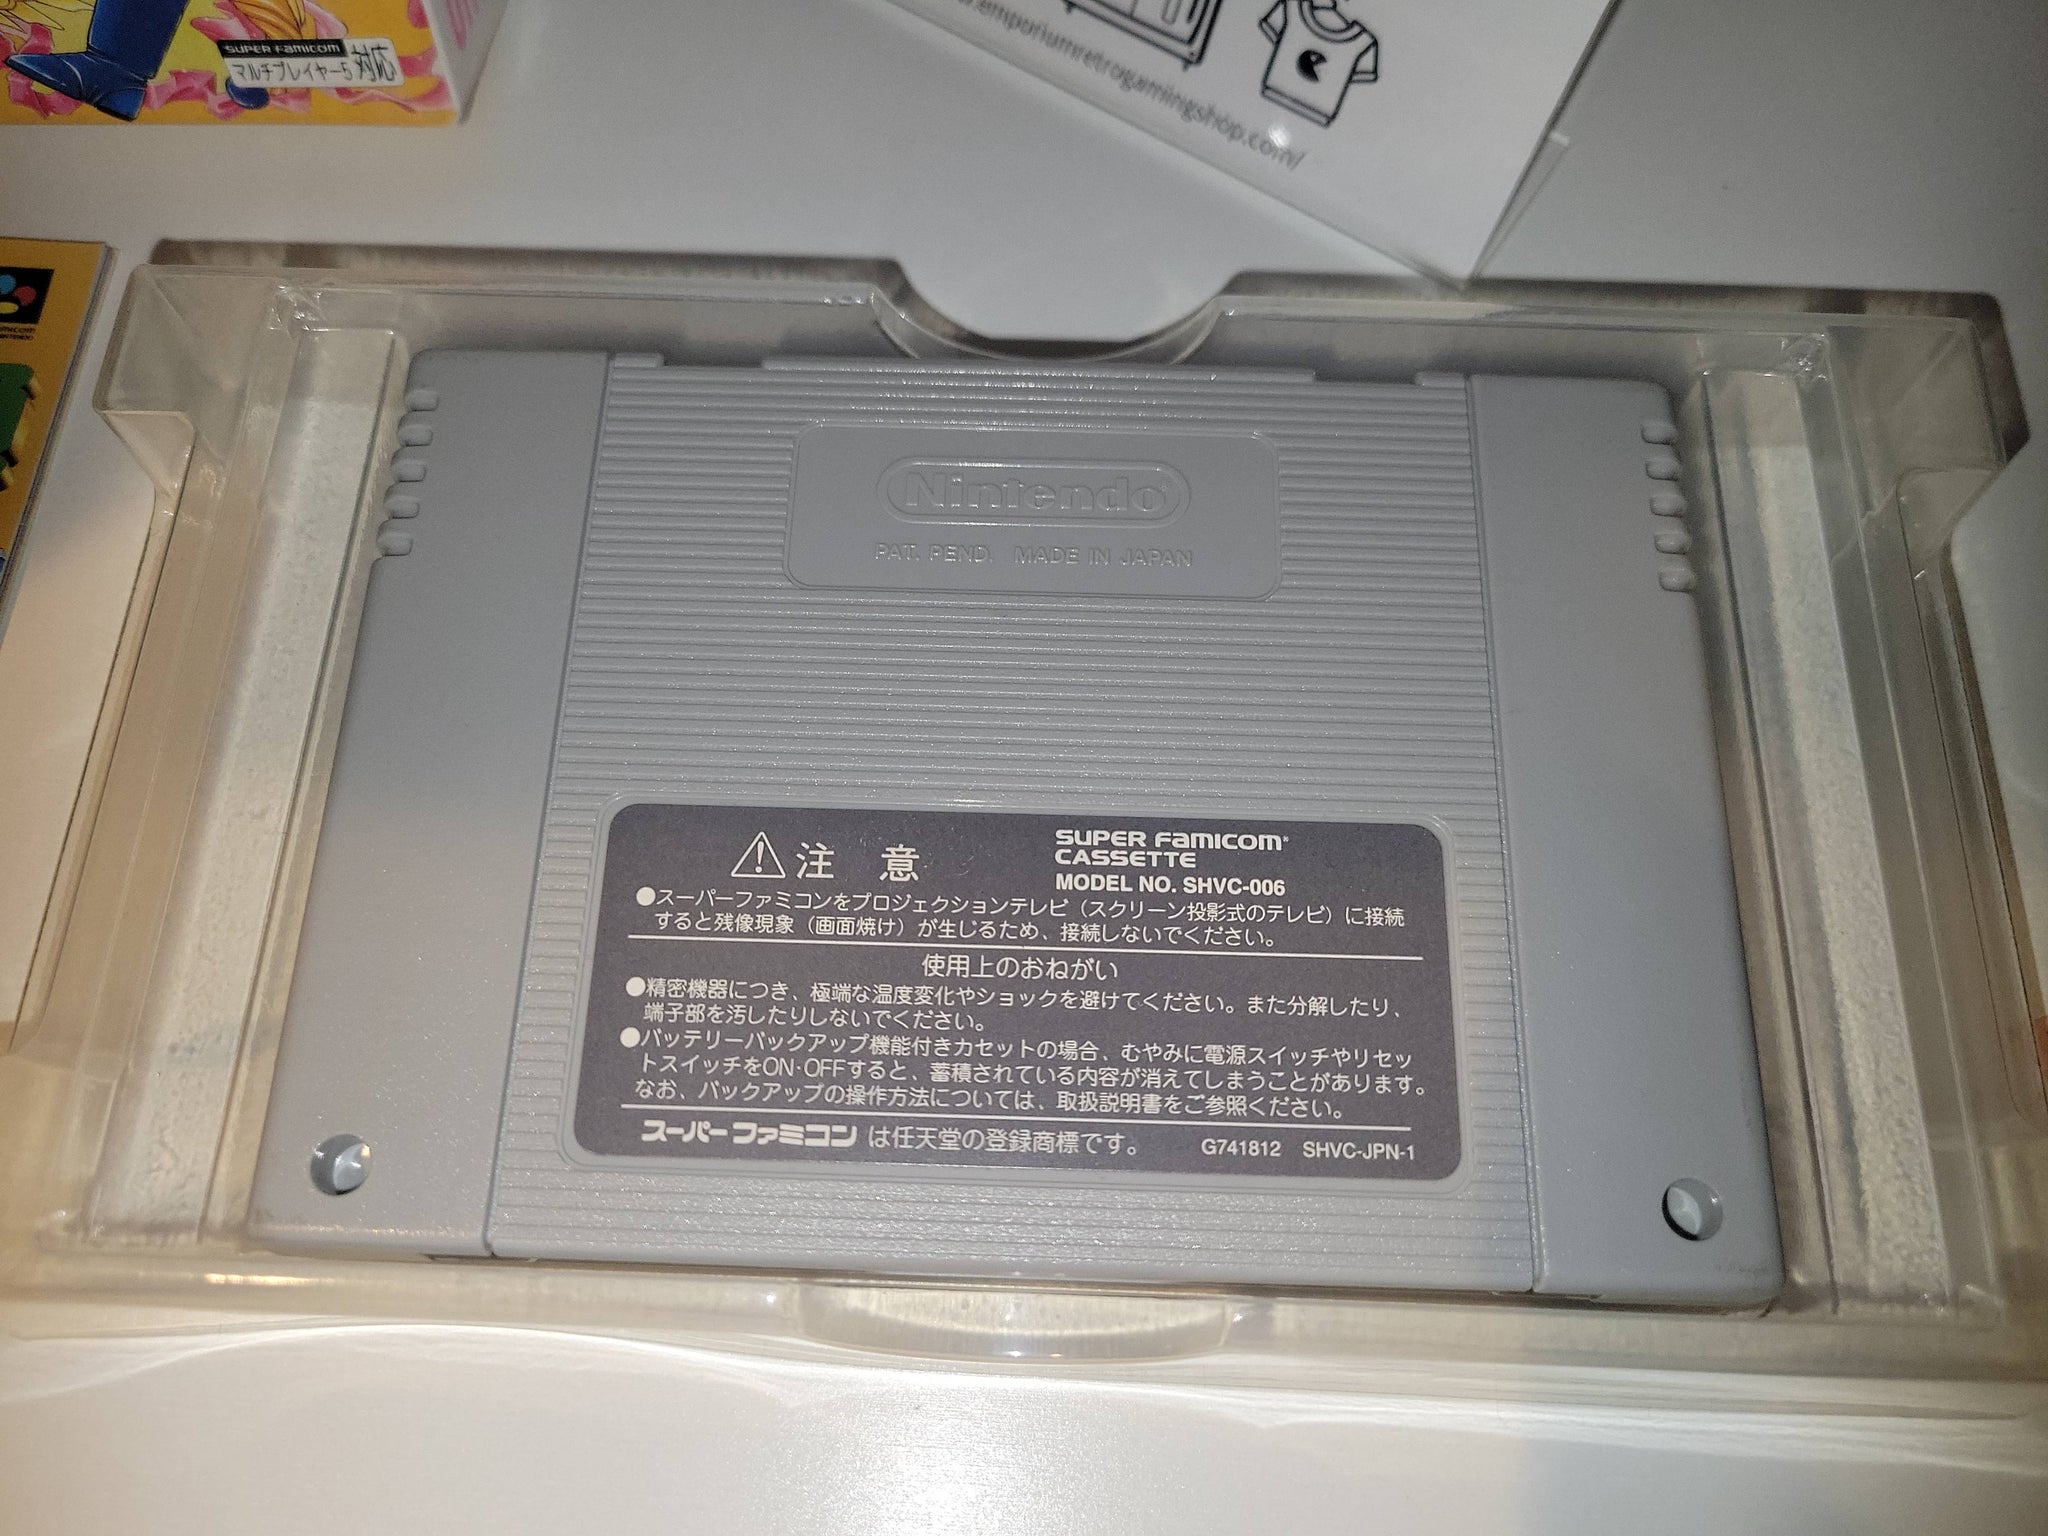 SUPER FAMICOM
マルチプレイヤー5対応
.emporiumretrogamingshop.com/
Nintendo
PAT. PEND. MADE IN JAPAN
注意
SUPER FAMICOM
CASSETTE
MODEL NO. SHVC-006
●スーパーファミコンをプロジェクションテレビ（スクリーン投影式のテレビ）に接続
すると残像現象（画面焼け）が生じるため、接続しないでください。
使用上のおねがい
●精密機器につき、極端な温度変化やショックを避けてください。また分解したり、
端子部を汚したりしないでください。
●バッテリーバックアップ機能付きカセットの場合、むやみに電源スイッチやリセッ
トスイッチをON·OFFすると、蓄積されている内容が消えてしまうことがあります。
なお、バックアップの操作方法については、取扱説明書をご参照ください。
スーパーファミコンは任天堂の登録商標です。 G741812 SHVC-JPN-1